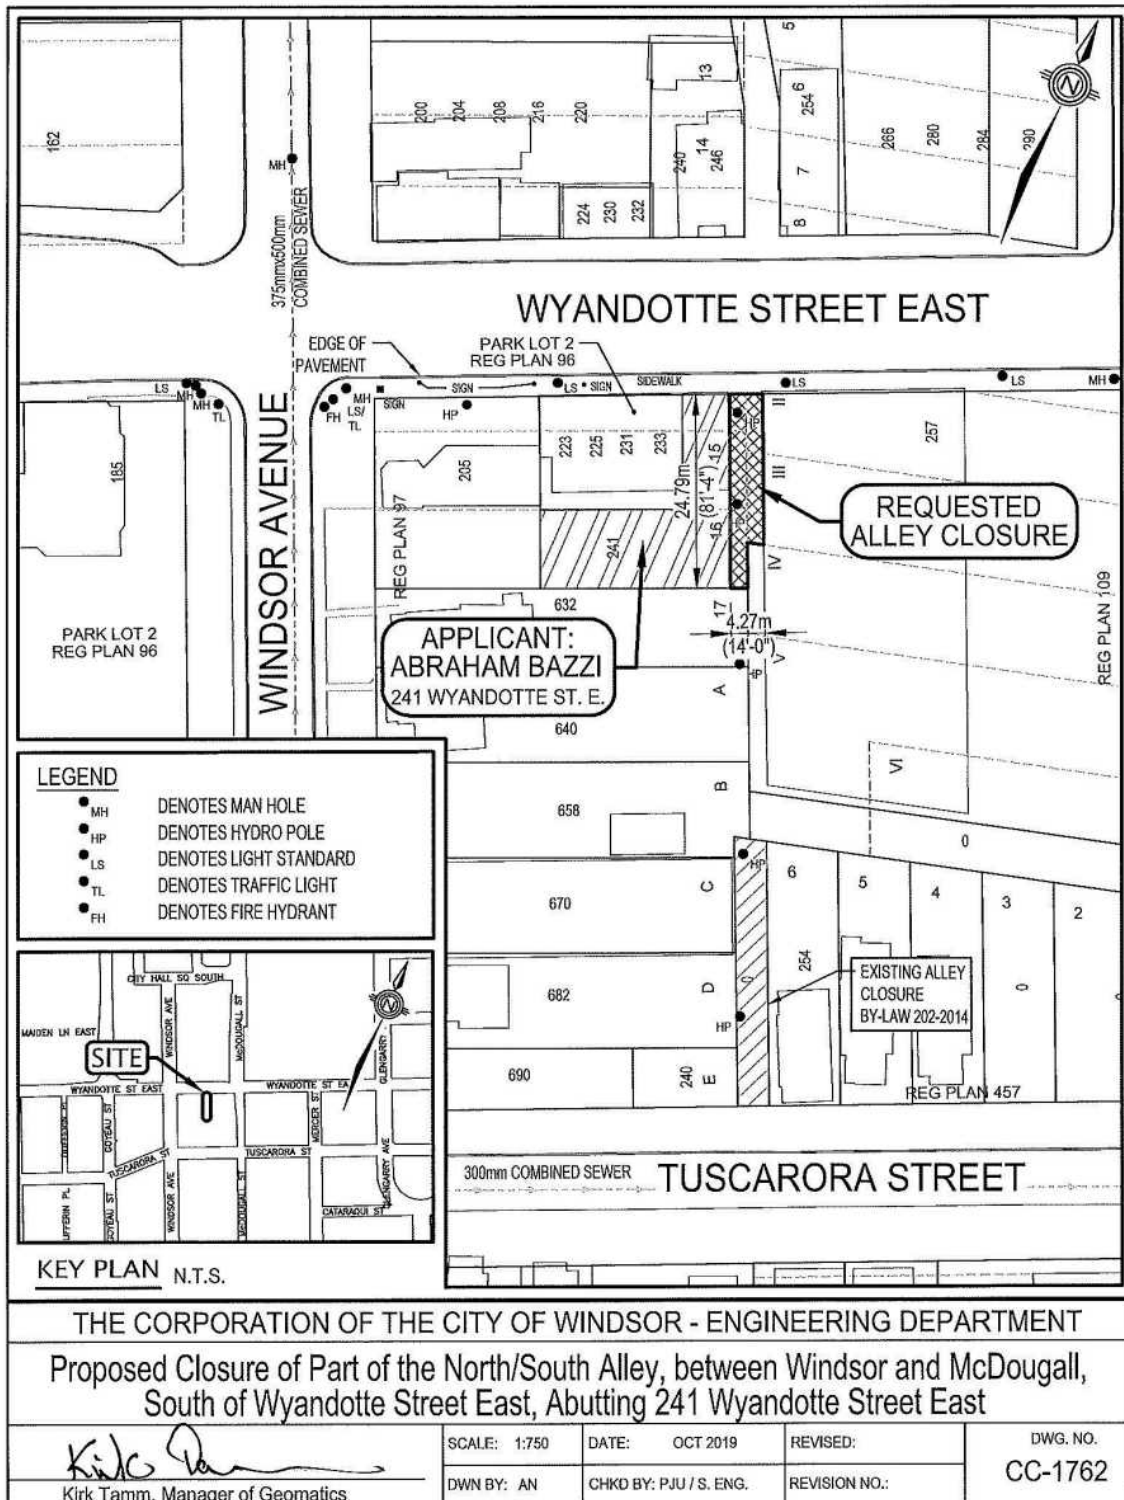 162
200
204
208
216
220
13
240
14
246
224
230
232
5
6
254
7
8
266
280
284
290
N
MH
375mmx500mm
COMBINED SEWER
WYANDOTTE STREET EAST
EDGE OF
PAVEMENT
PARK LOT 2
REG PLAN 96
SIGN
LS
SIGN
SIDEWALK
LS
LS
MH
LS
MH
MH
TL
FH
MH
LS/
TL
SIGN
HP
WINDSOR AVENUE
185
205
223
225
231
233
241
REG PLAN 97
24.79m
(81'-4")
15
16
HP
HP
II
III
IV
257
REQUESTED
ALLEY CLOSURE
REG PLAN 109
PARK LOT 2
REG PLAN 96
632
17
4.27m
(14'-0")
V
HP
APPLICANT:
ABRAHAM BAZZI
241 WYANDOTTE ST. E.
A
640
VI
B
658
0
LEGEND
MH DENOTES MAN HOLE
HP DENOTES HYDRO POLE
LS DENOTES LIGHT STANDARD
TL DENOTES TRAFFIC LIGHT
FH DENOTES FIRE HYDRANT
C
670
HP
6
5
4
3
2
254
0
D
682
0
HP
EXISTING ALLEY
CLOSURE
BY-LAW 202-2014
690
240
E
REG PLAN 457
300mm COMBINED SEWER
TUSCARORA STREET
CITY HALL SQ SOUTH
MAIDEN LN EAST
WINDSOR AVE
McDOUGALL ST
N
GLENGARRY
SITE
WYANDOTTE ST EAST
WYANDOTTE ST EA
GOYEAU ST
MERCER ST
TUSCARORA ST
TUSCARORA ST
UFFERIN PL
GOYEAU ST
WINDSOR AVE
McDOUGALL ST
GLENGARRY AVE
CATARAQUI ST
KEY PLAN N.T.S.
THE CORPORATION OF THE CITY OF WINDSOR - ENGINEERING DEPARTMENT
Proposed Closure of Part of the North/South Alley, between Windsor and McDougall,
South of Wyandotte Street East, Abutting 241 Wyandotte Street East
Kirk Tamm, Manager of Geomatics
SCALE: 1:750
DATE: OCT 2019
REVISED:
DWG. NO.
CC-1762
DWN BY: AN
CHKD BY: PJU / S. ENG.
REVISION NO.: